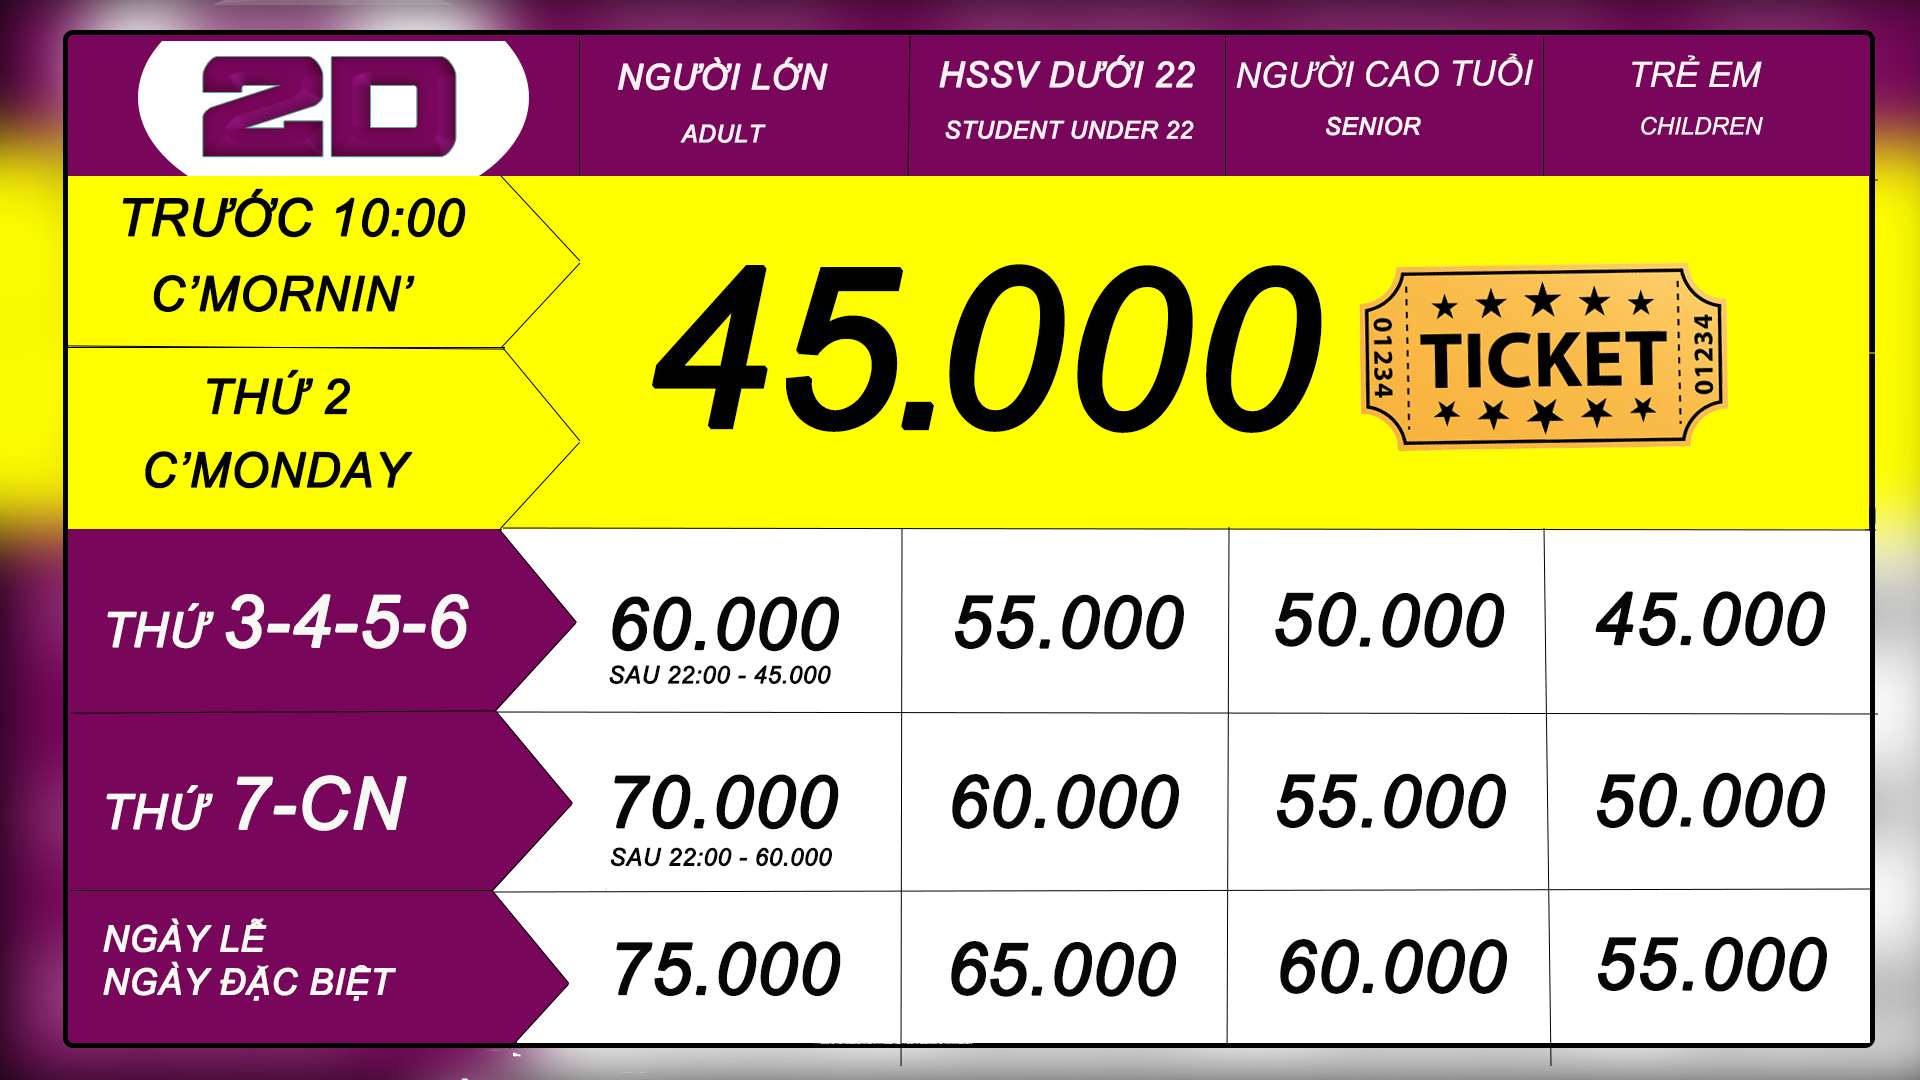 2D
NGƯỜI LỚN
ADULT
HSSV DƯỚI 22
STUDENT UNDER 22
NGƯỜI CAO TUỔI
SENIOR
TRẺ EM
CHILDREN
TRƯỚC 10:00
C’MORNIN’
THỨ 2
C’MONDAY
45.000
01234
TICKET
01234
THỨ 3-4-5-6
60.000
SAU 22:00 - 45.000
55.000
50.000
45.000
THỨ 7-CN
70.000
SAU 22:00 - 60.000
60.000
55.000
50.000
NGÀY LỄ
NGÀY ĐẶC BIỆT
75.000
65.000
60.000
55.000